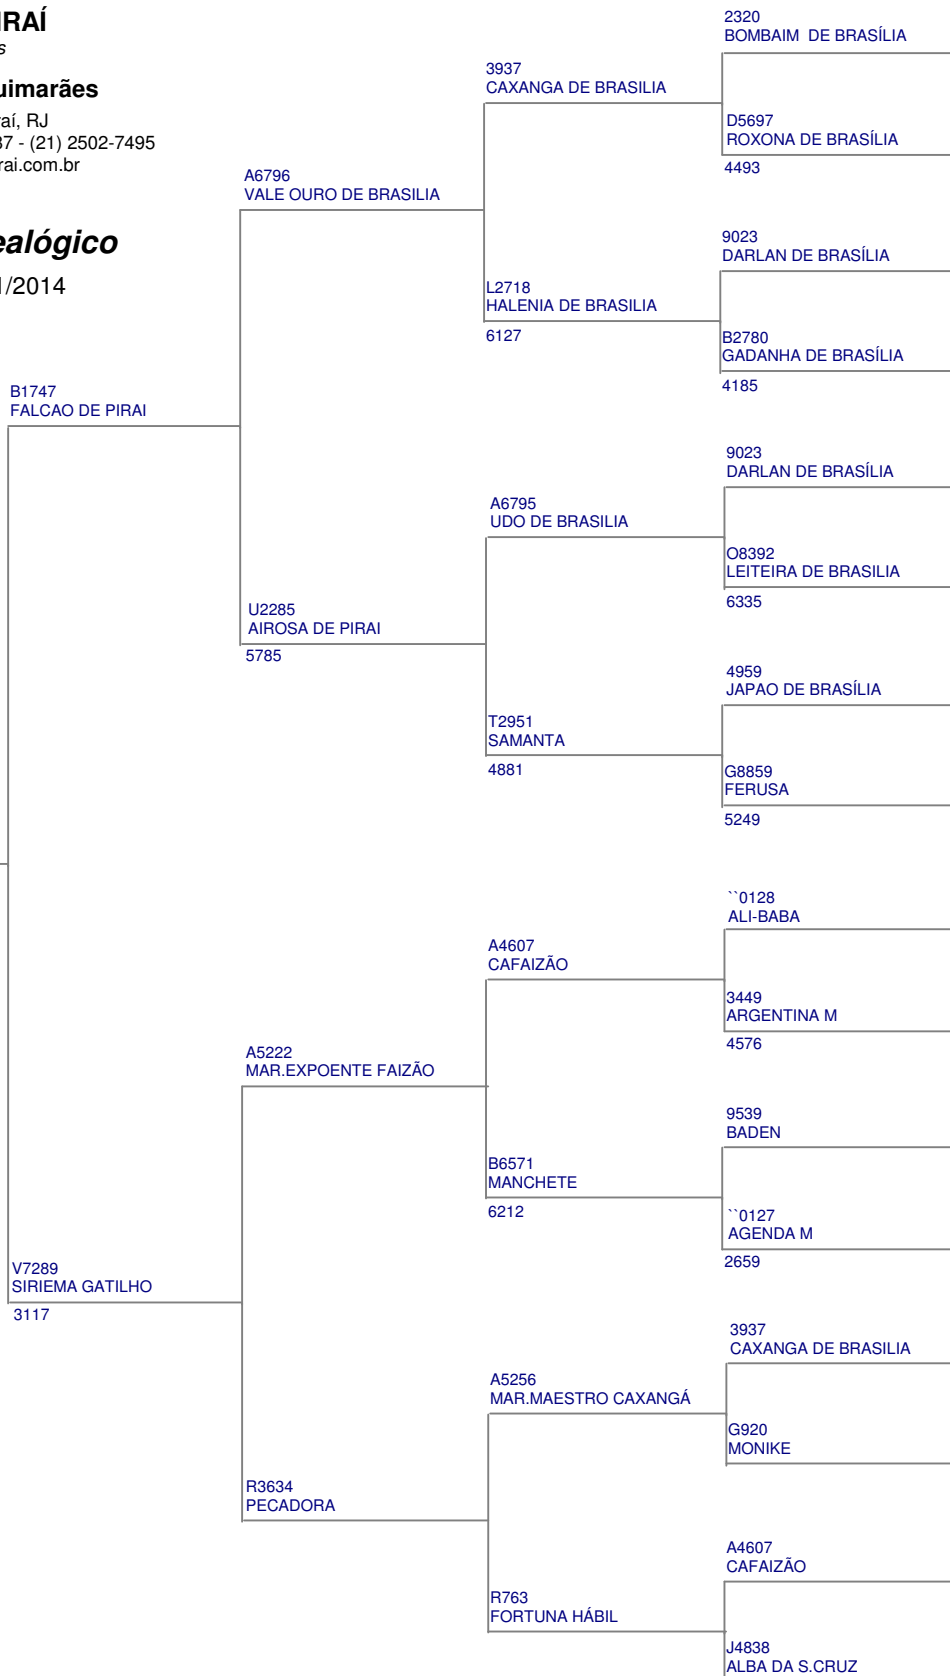 IRAÍ
s
uimarães
raí, RJ
37 - (21) 2502-7495
rai.com.br
ealógico
1/2014
B1747
FALCAO DE PIRAI
V7289
SIRIEMA GATILHO
3117
A6796
VALE OURO DE BRASILIA
U2285
AIROSA DE PIRAI
5785
A5222
MAR.EXPOENTE FAIZÃO
R3634
PECADORA
3937
CAXANGA DE BRASILIA
L2718
HALENIA DE BRASILIA
6127
A6795
UDO DE BRASILIA
T2951
SAMANTA
4881
A4607
CAFAIZÃO
B6571
MANCHETE
6212
A5256
MAR.MAESTRO CAXANGÁ
R763
FORTUNA HÁBIL
2320
BOMBAIM  DE BRASÍLIA
D5697
ROXONA DE BRASÍLIA
4493
9023
DARLAN DE BRASÍLIA
B2780
GADANHA DE BRASÍLIA
4185
9023
DARLAN DE BRASÍLIA
O8392
LEITEIRA DE BRASILIA
6335
4959
JAPAO DE BRASÍLIA
G8859
FERUSA
5249
``0128
ALI-BABA
3449
ARGENTINA M
4576
9539
BADEN
``0127
AGENDA M
2659
3937
CAXANGA DE BRASILIA
G920
MONIKE
A4607
CAFAIZÃO
J4838
ALBA DA S.CRUZ